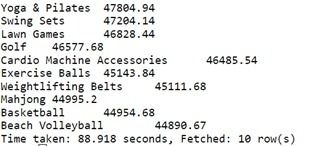 Yoga & Pilates 47804.94
Swing Sets 47204.14
Lawn Games 46828.44
Golf 46577.68
Cardio Machine Accessories 46485.54
Exercise Balls 45143.84
Weightlifting Belts 45111.68
Mahjong 44995.2
Basketball 44954.68
Beach Volleyball 44890.67
Time taken: 88.918 seconds, Fetched: 10 row(s)